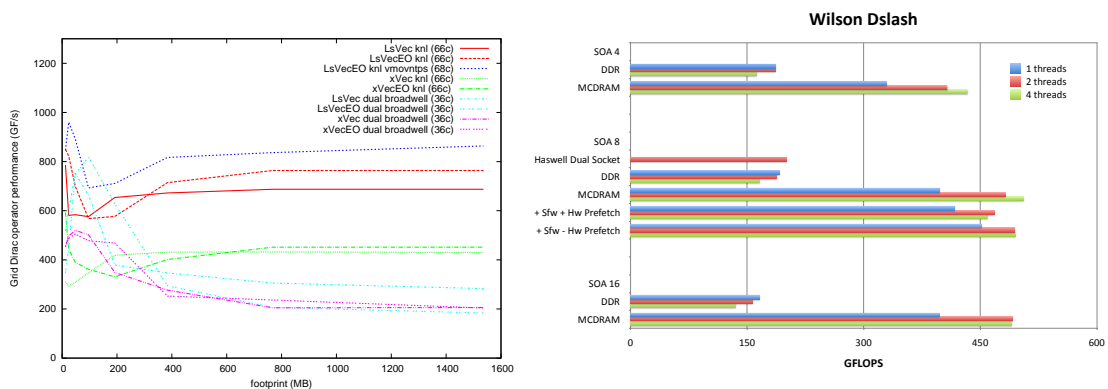 1200
1000
800
600
400
200
0
Grid Dirac operator performance (GF/s)
LsVec knl (66c)
LsVecEO knl (66c)
LsVecEO knl vmovntps (68c)
xVec knl (66c)
xVecEO knl (66c)
LsVec dual broadwell (36c)
LsVecEO dual broadwell (36c)
xVec dual broadwell (36c)
xVecEO dual broadwell (36c)
0 200 400 600 800 1000 1200 1400 1600
footprint (MB)
Wilson Dslash
SOA 4
DDR
MCDRAM
SOA 8
Haswell Dual Socket
DDR
MCDRAM
+ Sfw + Hw Prefetch
+ Sfw - Hw Prefetch
SOA 16
DDR
MCDRAM
1 threads
2 threads
4 threads
0 150 300 450 600
GFLOPS